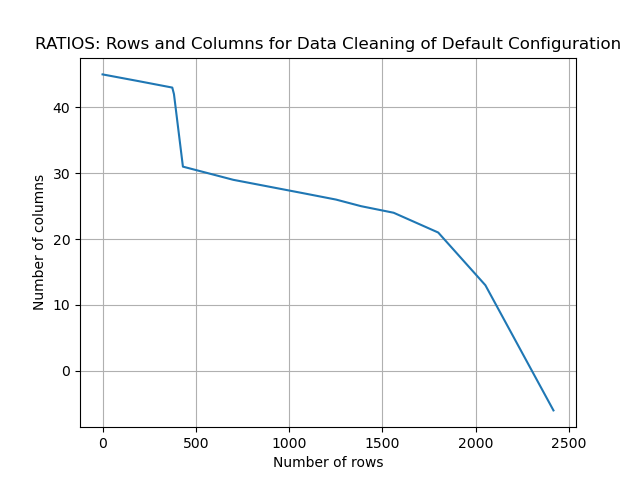 RATIOS: Rows and Columns for Data Cleaning of Default Configuration
40
30
20
10
0
Number of columns
0 500 1000 1500 2000 2500
Number of rows